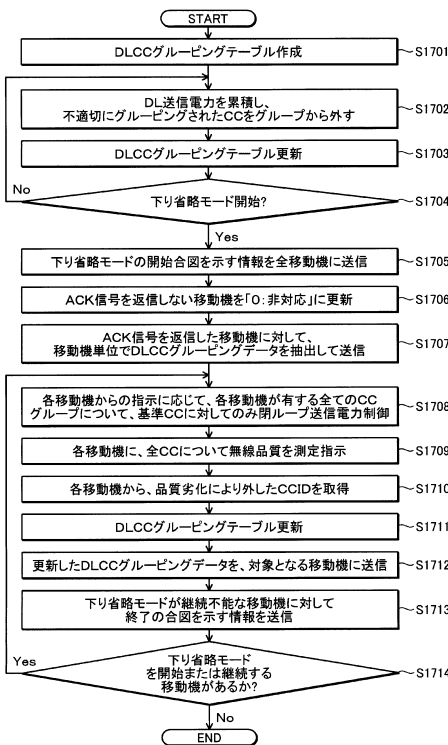 START
DLCCグルーピングテーブル作成
S1701
DL送信電力を累積し、
不適切にグルーピングされたCCをグループから外す
S1702
DLCCグルーピングテーブル更新
S1703
No
下り省略モード開始?
S1704
Yes
下り省略モードの開始合図を示す情報を全移動機に送信
S1705
ACK信号を返信しない移動機を「0:非対応」に更新
S1706
ACK信号を返信した移動機に対して、
移動機単位でDLCCグルーピングデータを抽出して送信
S1707
各移動機からの指示に応じて、各移動機が有する全てのCC
グループについて、基準CCに対してのみ閉ループ送信電力制御
S1708
各移動機に、全CCについて無線品質を測定指示
S1709
各移動機から、品質劣化により外したCCIDを取得
S1710
DLCCグルーピングテーブル更新
S1711
更新したDLCCグルーピングデータを、対象となる移動機に送信
S1712
下り省略モードが継続不能な移動機に対して
終了の合図を示す情報を送信
S1713
Yes
下り省略モード
を開始または継続する
移動機があるか?
S1714
No
END